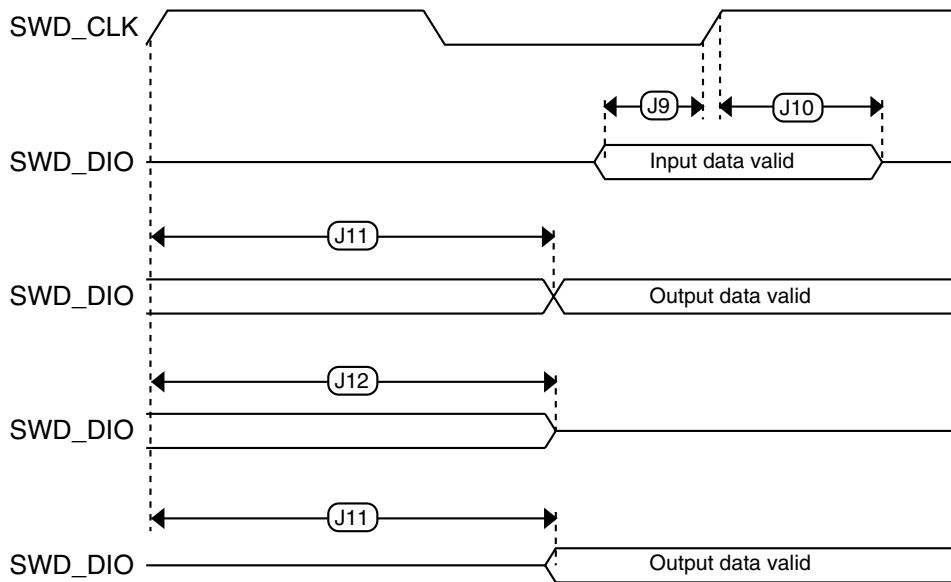 SWD_CLK
J9
J10
SWD_DIO
Input data valid
J11
SWD_DIO
Output data valid
J12
SWD_DIO
J11
SWD_DIO
Output data valid